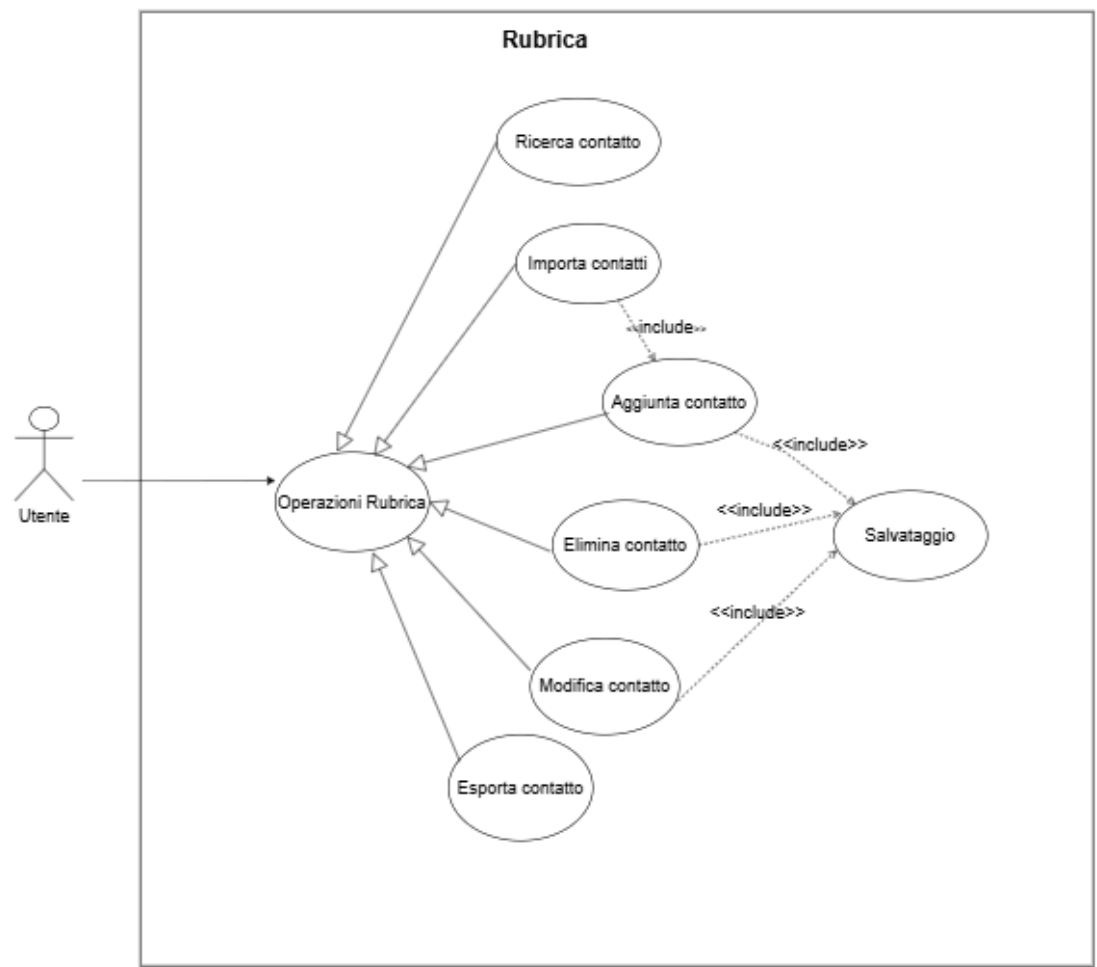 Rubrica
Ricerca contatto
Importa contatti
<<include>>
Aggiunta contatto
<<include>>
Operazioni Rubrica
Utente
<<include>>
Elimina contatto
Salvataggio
<<include>>
Modifica contatto
Esporta contatto